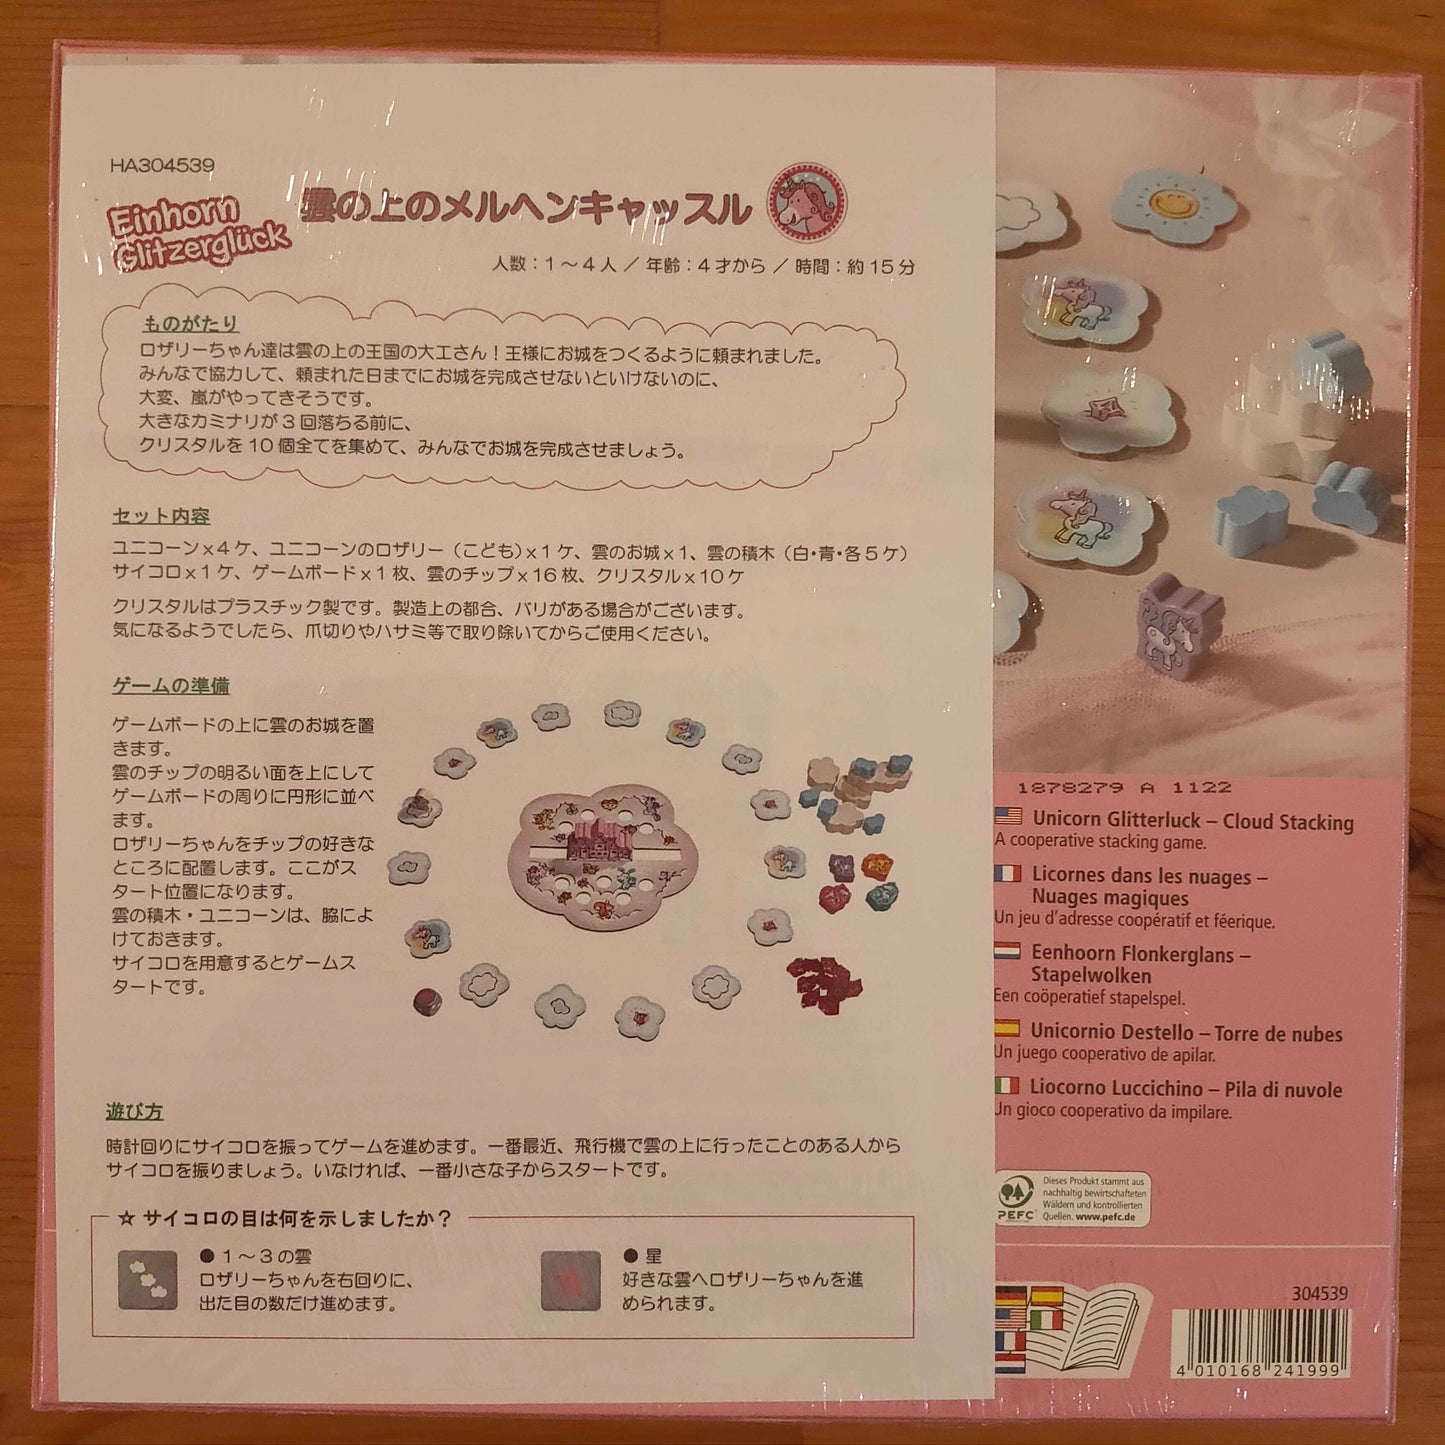 HA304539
Einhorn
Glitzerglück
雲の上のメルヘンキャッスル
人数：1～4人／年齢：4才から／時間：約15分
ものがたり
ロザリーちゃん達は雲の上の王国の大工さん！王様にお城をつくるように頼まれました。
みんなで協力して、頼まれた日までにお城を完成させないといけないのに、
大変、嵐がやってきそうです。
大きなカミナリが3回落ちる前に、
クリスタルを10個全てを集めて、みんなでお城を完成させましょう。
セット内容
ユニコーンx4ケ、ユニコーンのロザリー（こども)x1ケ、雲のお城x1、雲の積木（白・青・各5ケ）
サイコロx1ケ、ゲームボードx1枚、雲のチップx16枚、クリスタルx10ケ
クリスタルはプラスチック製です。製造上の都合、バリがある場合がございます。
気になるようでしたら、爪切りやハサミ等で取り除いてからご使用ください。
ゲームの準備
ゲームボードの上に雲のお城を置
きます。
雲のチップの明るい面を上にして
ゲームボードの周りに円形に並べ
ます。
ロザリーちゃんをチップの好きな
ところに配置します。ここがス
タート位置になります。
雲の積木・ユニコーンは、脇によ
けておきます。
サイコロを用意するとゲームス
タートです。
遊び方
時計回りにサイコロを振ってゲームを進めます。一番最近、飛行機で雲の上に行ったことのある人から
サイコロを振りましょう。いなければ、一番小さな子からスタートです。
☆ サイコロの目は何を示しましたか？
●1～3の雲
ロザリーちゃんを右回りに、
出た目の数だけ進めます。
●星
好きな雲へロザリーちゃんを進
められます。
1878279 A 1122
Unicorn Glitterluck – Cloud Stacking
A cooperative stacking game.
Licornes dans les nuages –
Nuages magiques
Un jeu d’adresse coopératif et féerique.
Eenhoorn Flonkerglans –
Stapelwolken
Een coöperatief stapelspel.
Unicornio Destello – Torre de nubes
Un juego cooperativo de apilar.
Liocorno Luccichino – Pila di nuvole
Un gioco cooperativo da impilare.
PEFC
Dieses Produkt stammt aus
nachhaltig bewirtschafteten
Wäldern und kontrollierten
Quellen. www.pefc.de
304539
4 010168 241999